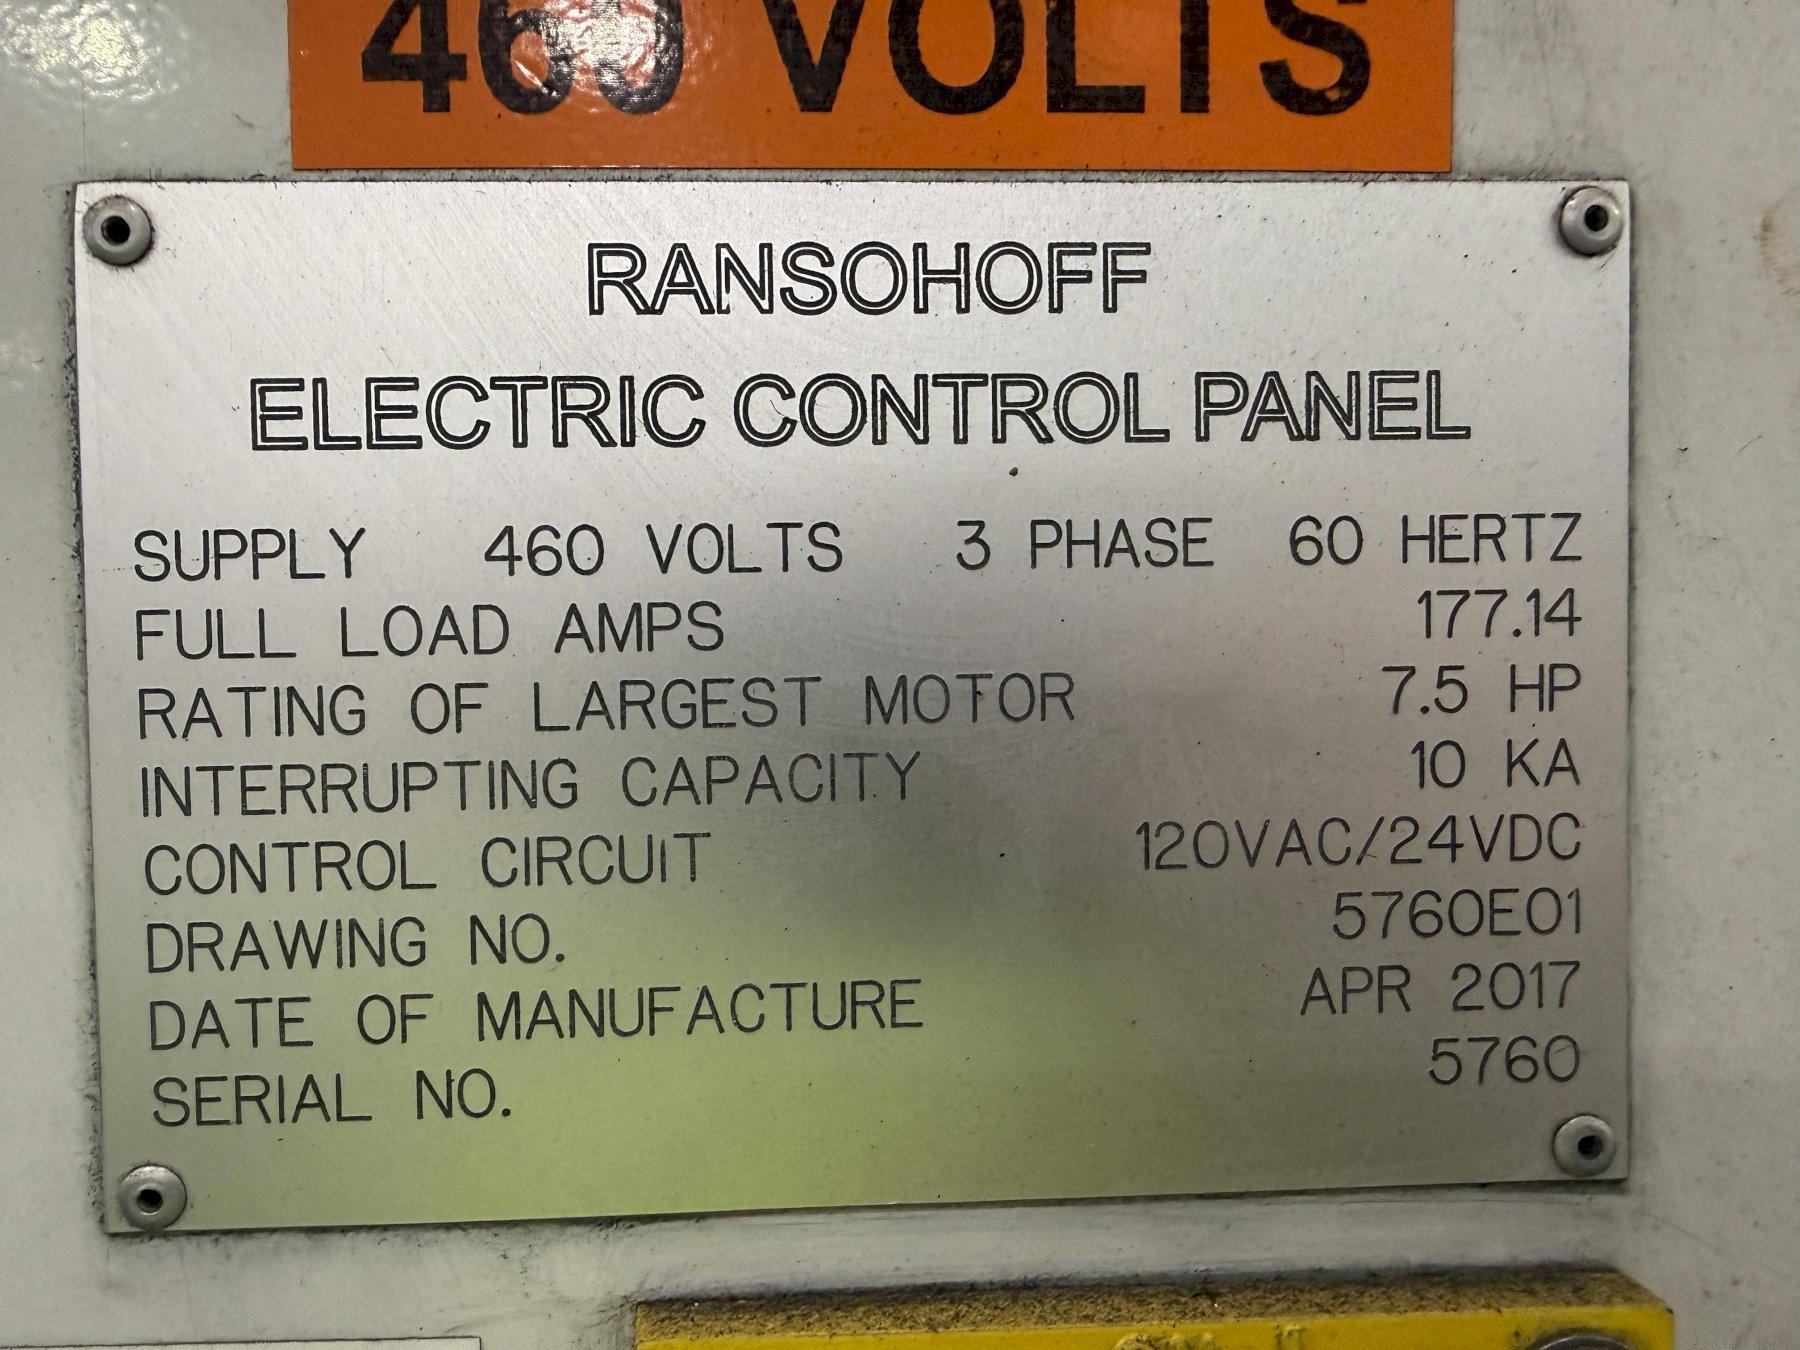 460 VOLTS
RANSOHOFF
ELECTRIC CONTROL PANEL
SUPPLY 460 VOLTS 3 PHASE 60 HERTZ
FULL LOAD AMPS 177.14
RATING OF LARGEST MOTOR 7.5 HP
INTERRUPTING CAPACITY 10 KA
CONTROL CIRCUIT 120VAC/24VDC
DRAWING NO. 5760E01
DATE OF MANUFACTURE APR 2017
SERIAL NO. 5760